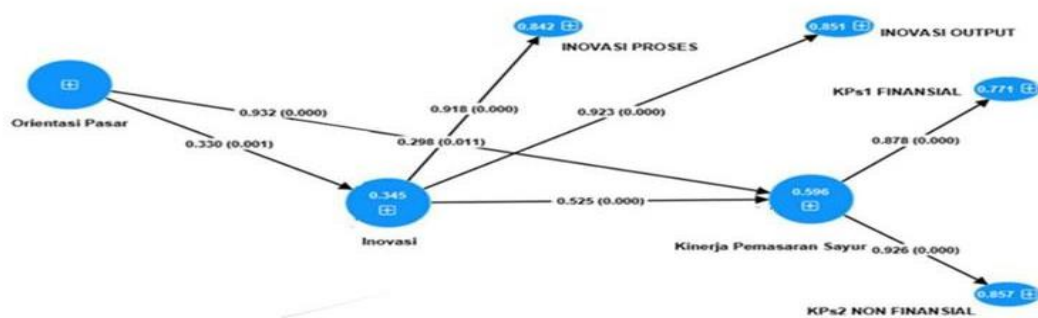 0.842
INOVASI PROSES
0.851
INOVASI OUTPUT
Orientasi Pasar
0.771
KPs1 FINANSIAL
0.932 (0.000)
0.918 (0.000)
0.923 (0.000)
0.878 (0.000)
0.330 (0.001)
0.298 (0.011)
0.345
Inovasi
0.525 (0.000)
0.596
Kinerja Pemasaran Sayur
0.926 (0.000)
0.857
KPs2 NON FINANSIAL